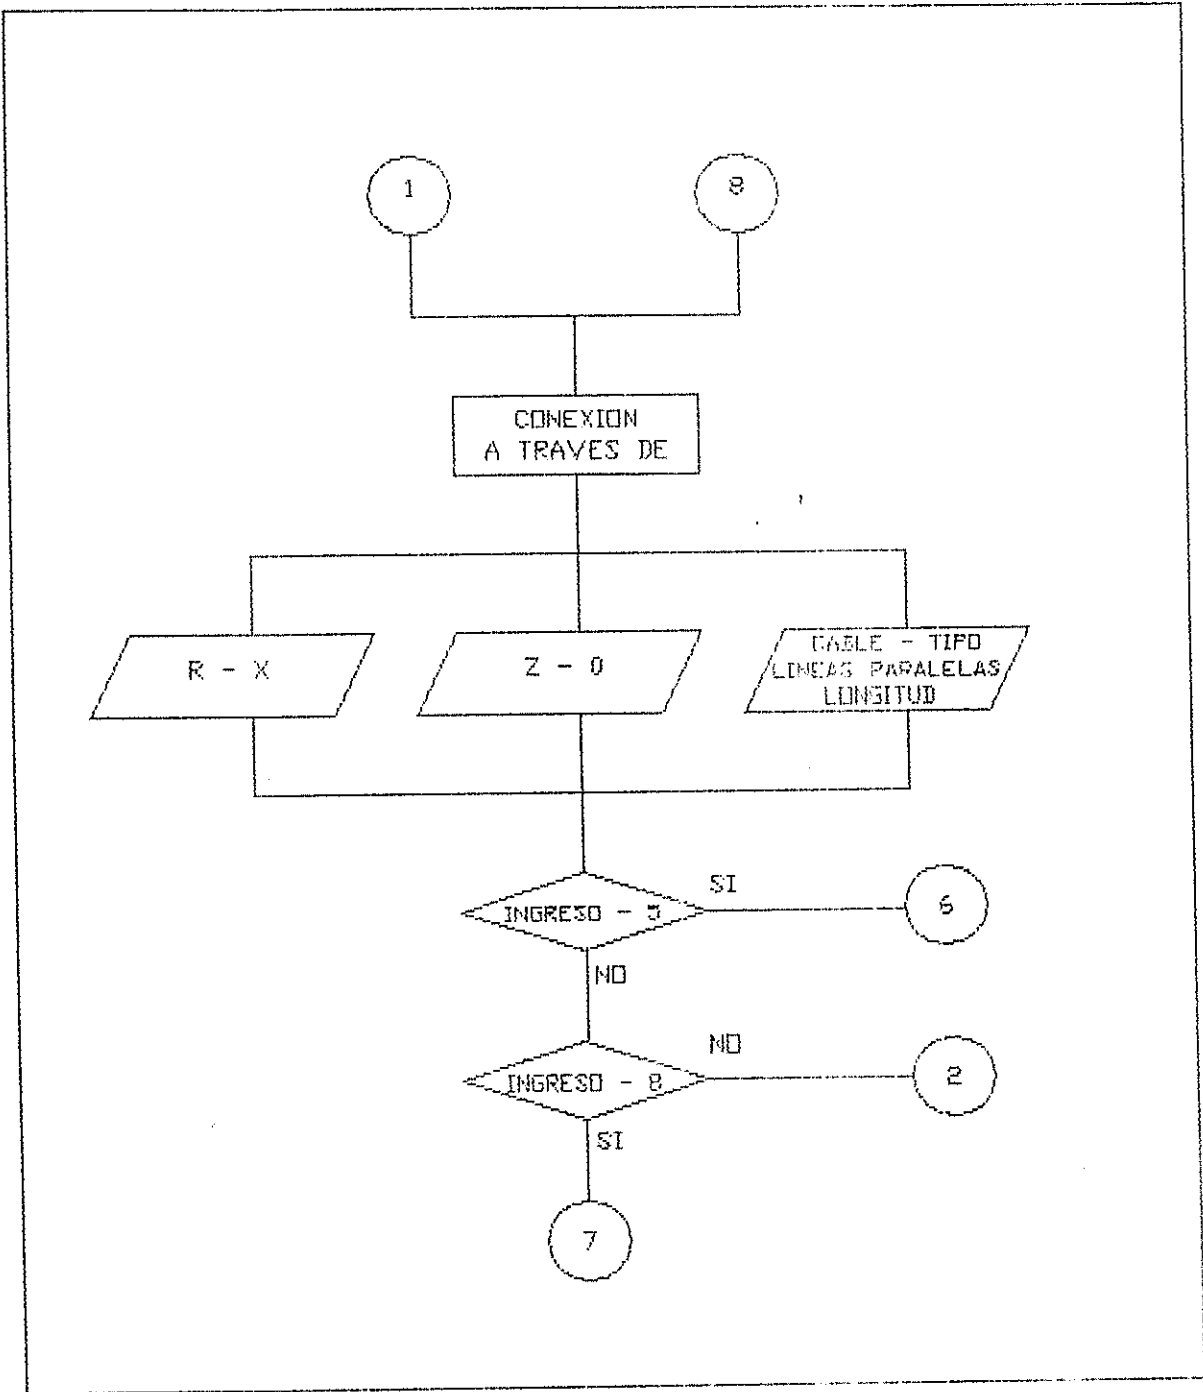 1
8
CONEXION
A TRAVES DE
R - X
Z - 0
CABLE - TIPO
LINEAS PARALELAS
LONGITUD
INGRESO - 5
SI
6
NO
INGRESO - 8
NO
2
SI
7